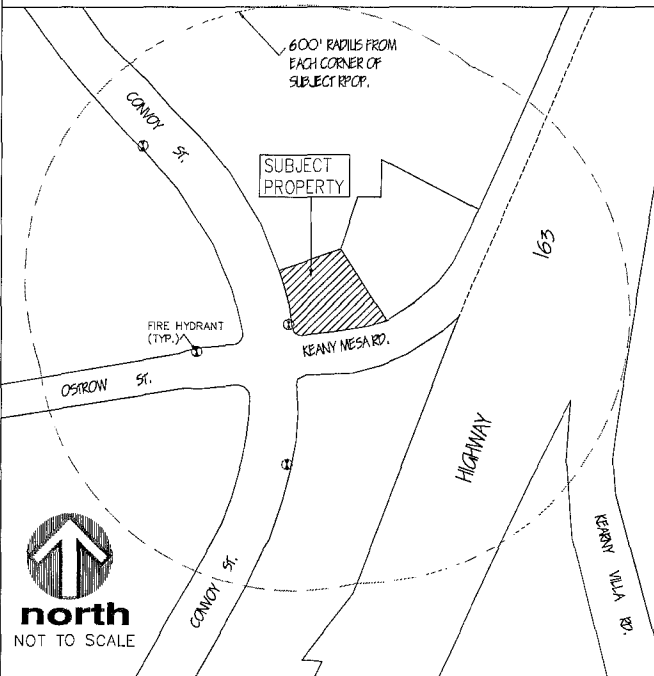 600' RADIUS FROM
EACH CORNER OF
SUBJECT RPOP.
CONVOY ST.
SUBJECT
PROPERTY
163
FIRE HYDRANT
(TYP.)
KEANY MESA RD.
OSTROW ST.
HIGHWAY
KEARNY VILLA RD.
CONVOY ST.
north
NOT TO SCALE